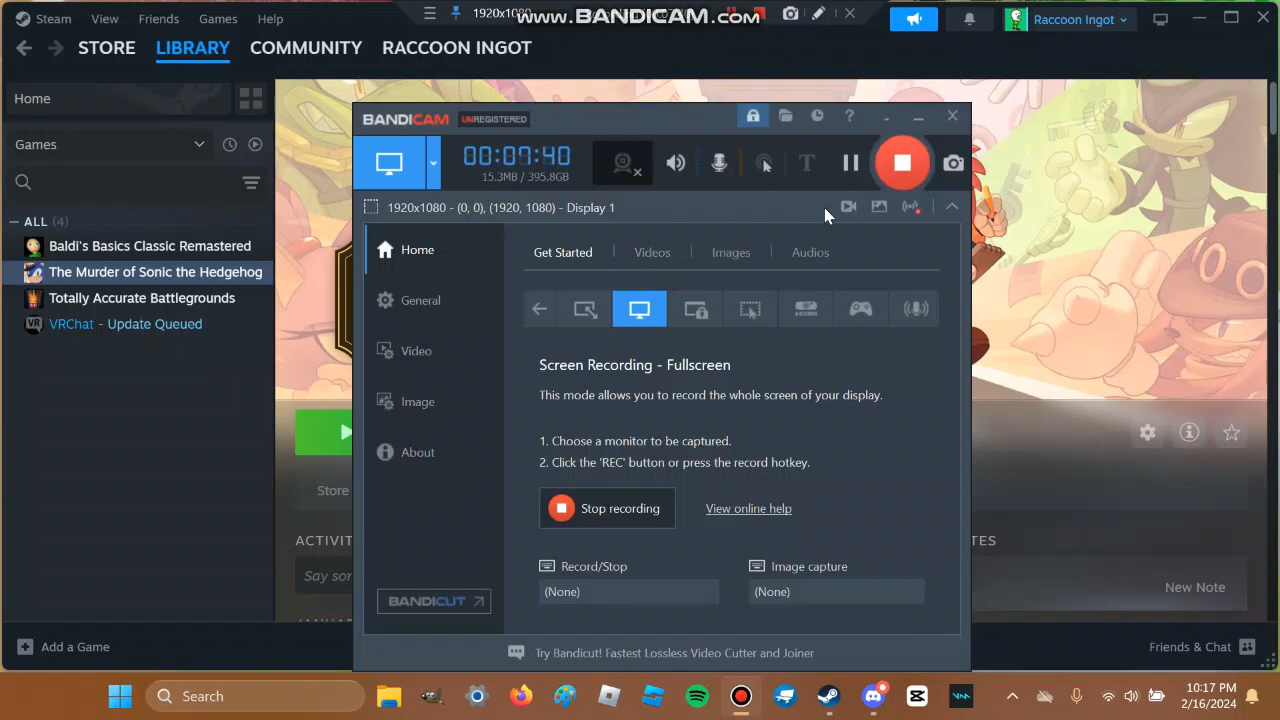 Steam View Friends Games Help
1920x1080
www.BANDICAM.com
Raccoon Ingot
STORE LIBRARY COMMUNITY RACCOON INGOT
Home
Games
ALL (4)
Baldi's Basics Classic Remastered
The Murder of Sonic the Hedgehog
Totally Accurate Battlegrounds
VR VRChat - Update Queued
BANDICAM UNREGISTERED
00:07:40
15.3MB / 395.8GB
1920x1080 - (0, 0), (1920, 1080) - Display 1
Home
General
Video
Image
About
BANDICUT
Get Started Videos Images Audios
HDMI
Screen Recording - Fullscreen
This mode allows you to record the whole screen of your display.
1. Choose a monitor to be captured.
2. Click the 'REC' button or press the record hotkey.
Stop recording View online help
Record/Stop Image capture
(None) (None)
Try Bandicut! Fastest Lossless Video Cutter and Joiner
Store
ACTIVIT
Say so
New Note
Add a Game
Friends & Chat
Search
10:17 PM
2/16/2024